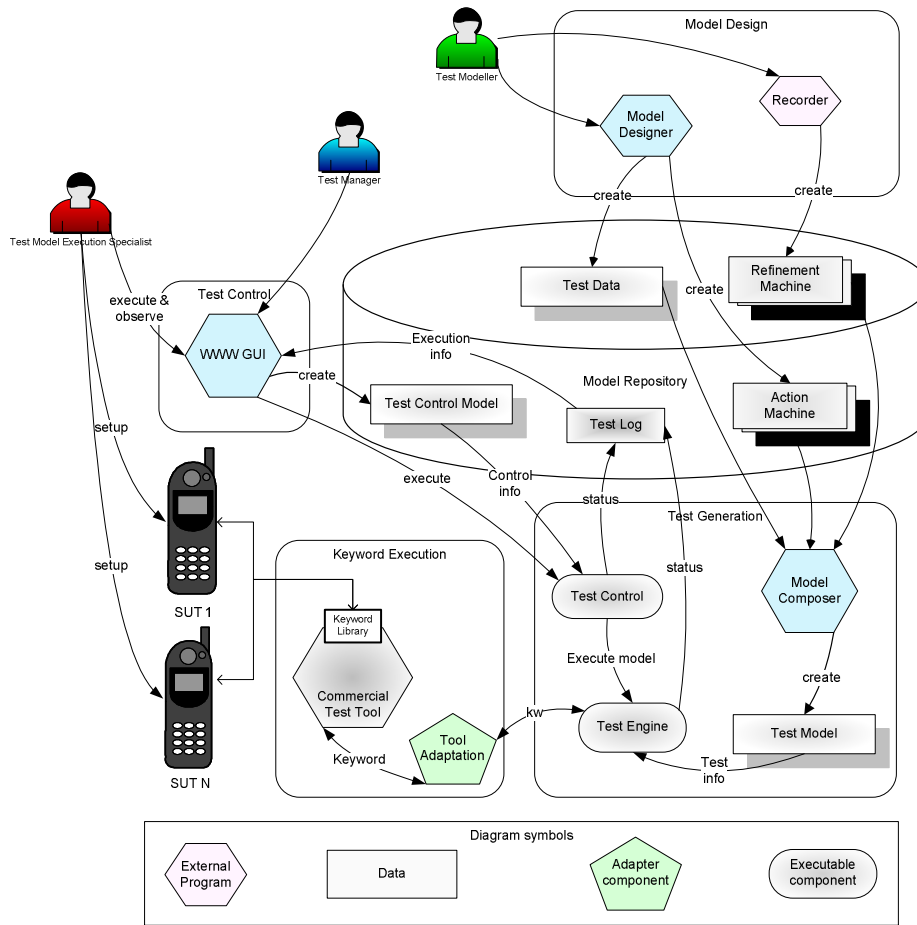 Model Design
Test Modeller
Recorder
Model
Designer
Test Manager
create
create
Test Model Execution Specialist
Refinement
Machine
Test Data
create
Test Control
execute &
observe
WWW GUI
Execution
info
create
Model Repository
Test Control Model
Action
Machine
Test Log
setup
execute
Control
info
status
Test Generation
Keyword Execution
setup
status
Test Control
Model
Composer
SUT 1
Keyword
Library
Execute model
create
Commercial
Test Tool
kw
Test Engine
Test Model
Tool
Adaptation
Keyword
Test
info
SUT N
Diagram symbols
External
Program
Data
Adapter
component
Executable
component